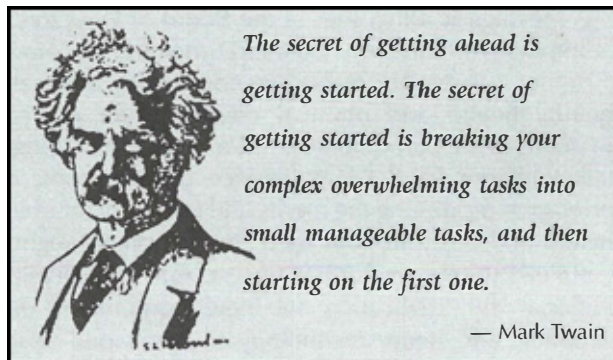 The secret of getting ahead is
getting started. The secret of
getting started is breaking your
complex overwhelming tasks into
small manageable tasks, and then
starting on the first one.
— Mark Twain